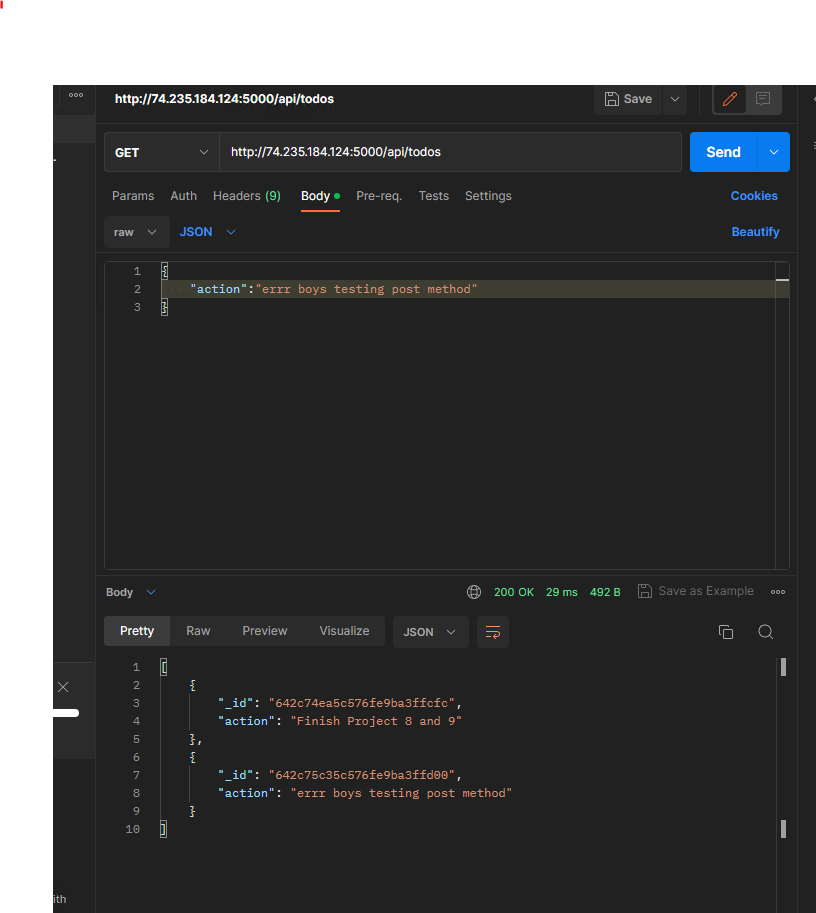 http://74.235.184.124:5000/api/todos
Save
GET
http://74.235.184.124:5000/api/todos
Send
Params Auth Headers (9) Body Pre-req. Tests Settings Cookies
raw JSON Beautify
1 {
2 "action":"errr boys testing post method"
3 }
Body 200 OK 29 ms 492 B Save as Example
Pretty Raw Preview Visualize JSON
1 [
2 {
3 "_id": "642c74ea5c576fe9ba3ffcfc",
4 "action": "Finish Project 8 and 9"
5 },
6 {
7 "_id": "642c75c35c576fe9ba3ffd00",
8 "action": "errr boys testing post method"
9 }
10 ]
ith